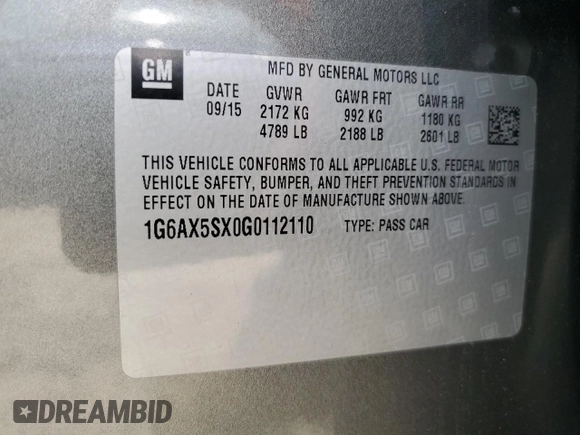 GM
MFD BY GENERAL MOTORS LLC
DATE GVWR GAWR FRT GAWR RR
09/15 2172 KG 992 KG 1180 KG
4789 LB 2188 LB 2601 LB
THIS VEHICLE CONFORMS TO ALL APPLICABLE U.S. FEDERAL MOTOR
VEHICLE SAFETY, BUMPER, AND THEFT PREVENTION STANDARDS IN
EFFECT ON THE DATE OF MANUFACTURE SHOWN ABOVE.
1G6AX5SX0G0112110 TYPE: PASS CAR
DREAMBID